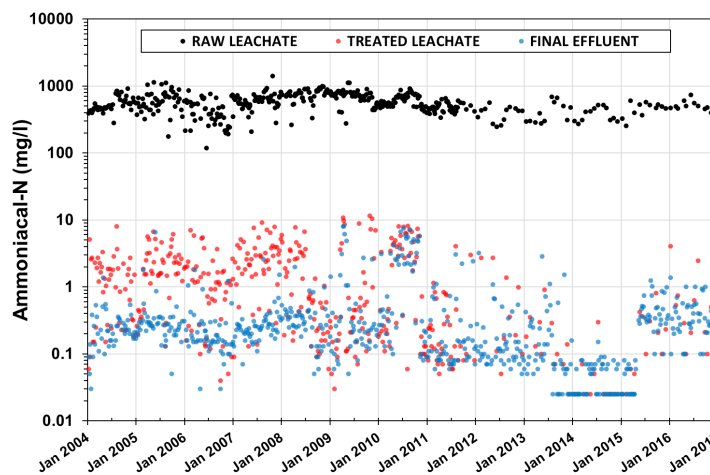 10000
RAW LEACHATE TREATED LEACHATE FINAL EFFLUENT
1000
100
10
1
0.1
0.01
Ammoniacal-N (mg/l)
Jan 2004 Jan 2005 Jan 2006 Jan 2007 Jan 2008 Jan 2009 Jan 2010 Jan 2011 Jan 2012 Jan 2013 Jan 2014 Jan 2015 Jan 2016